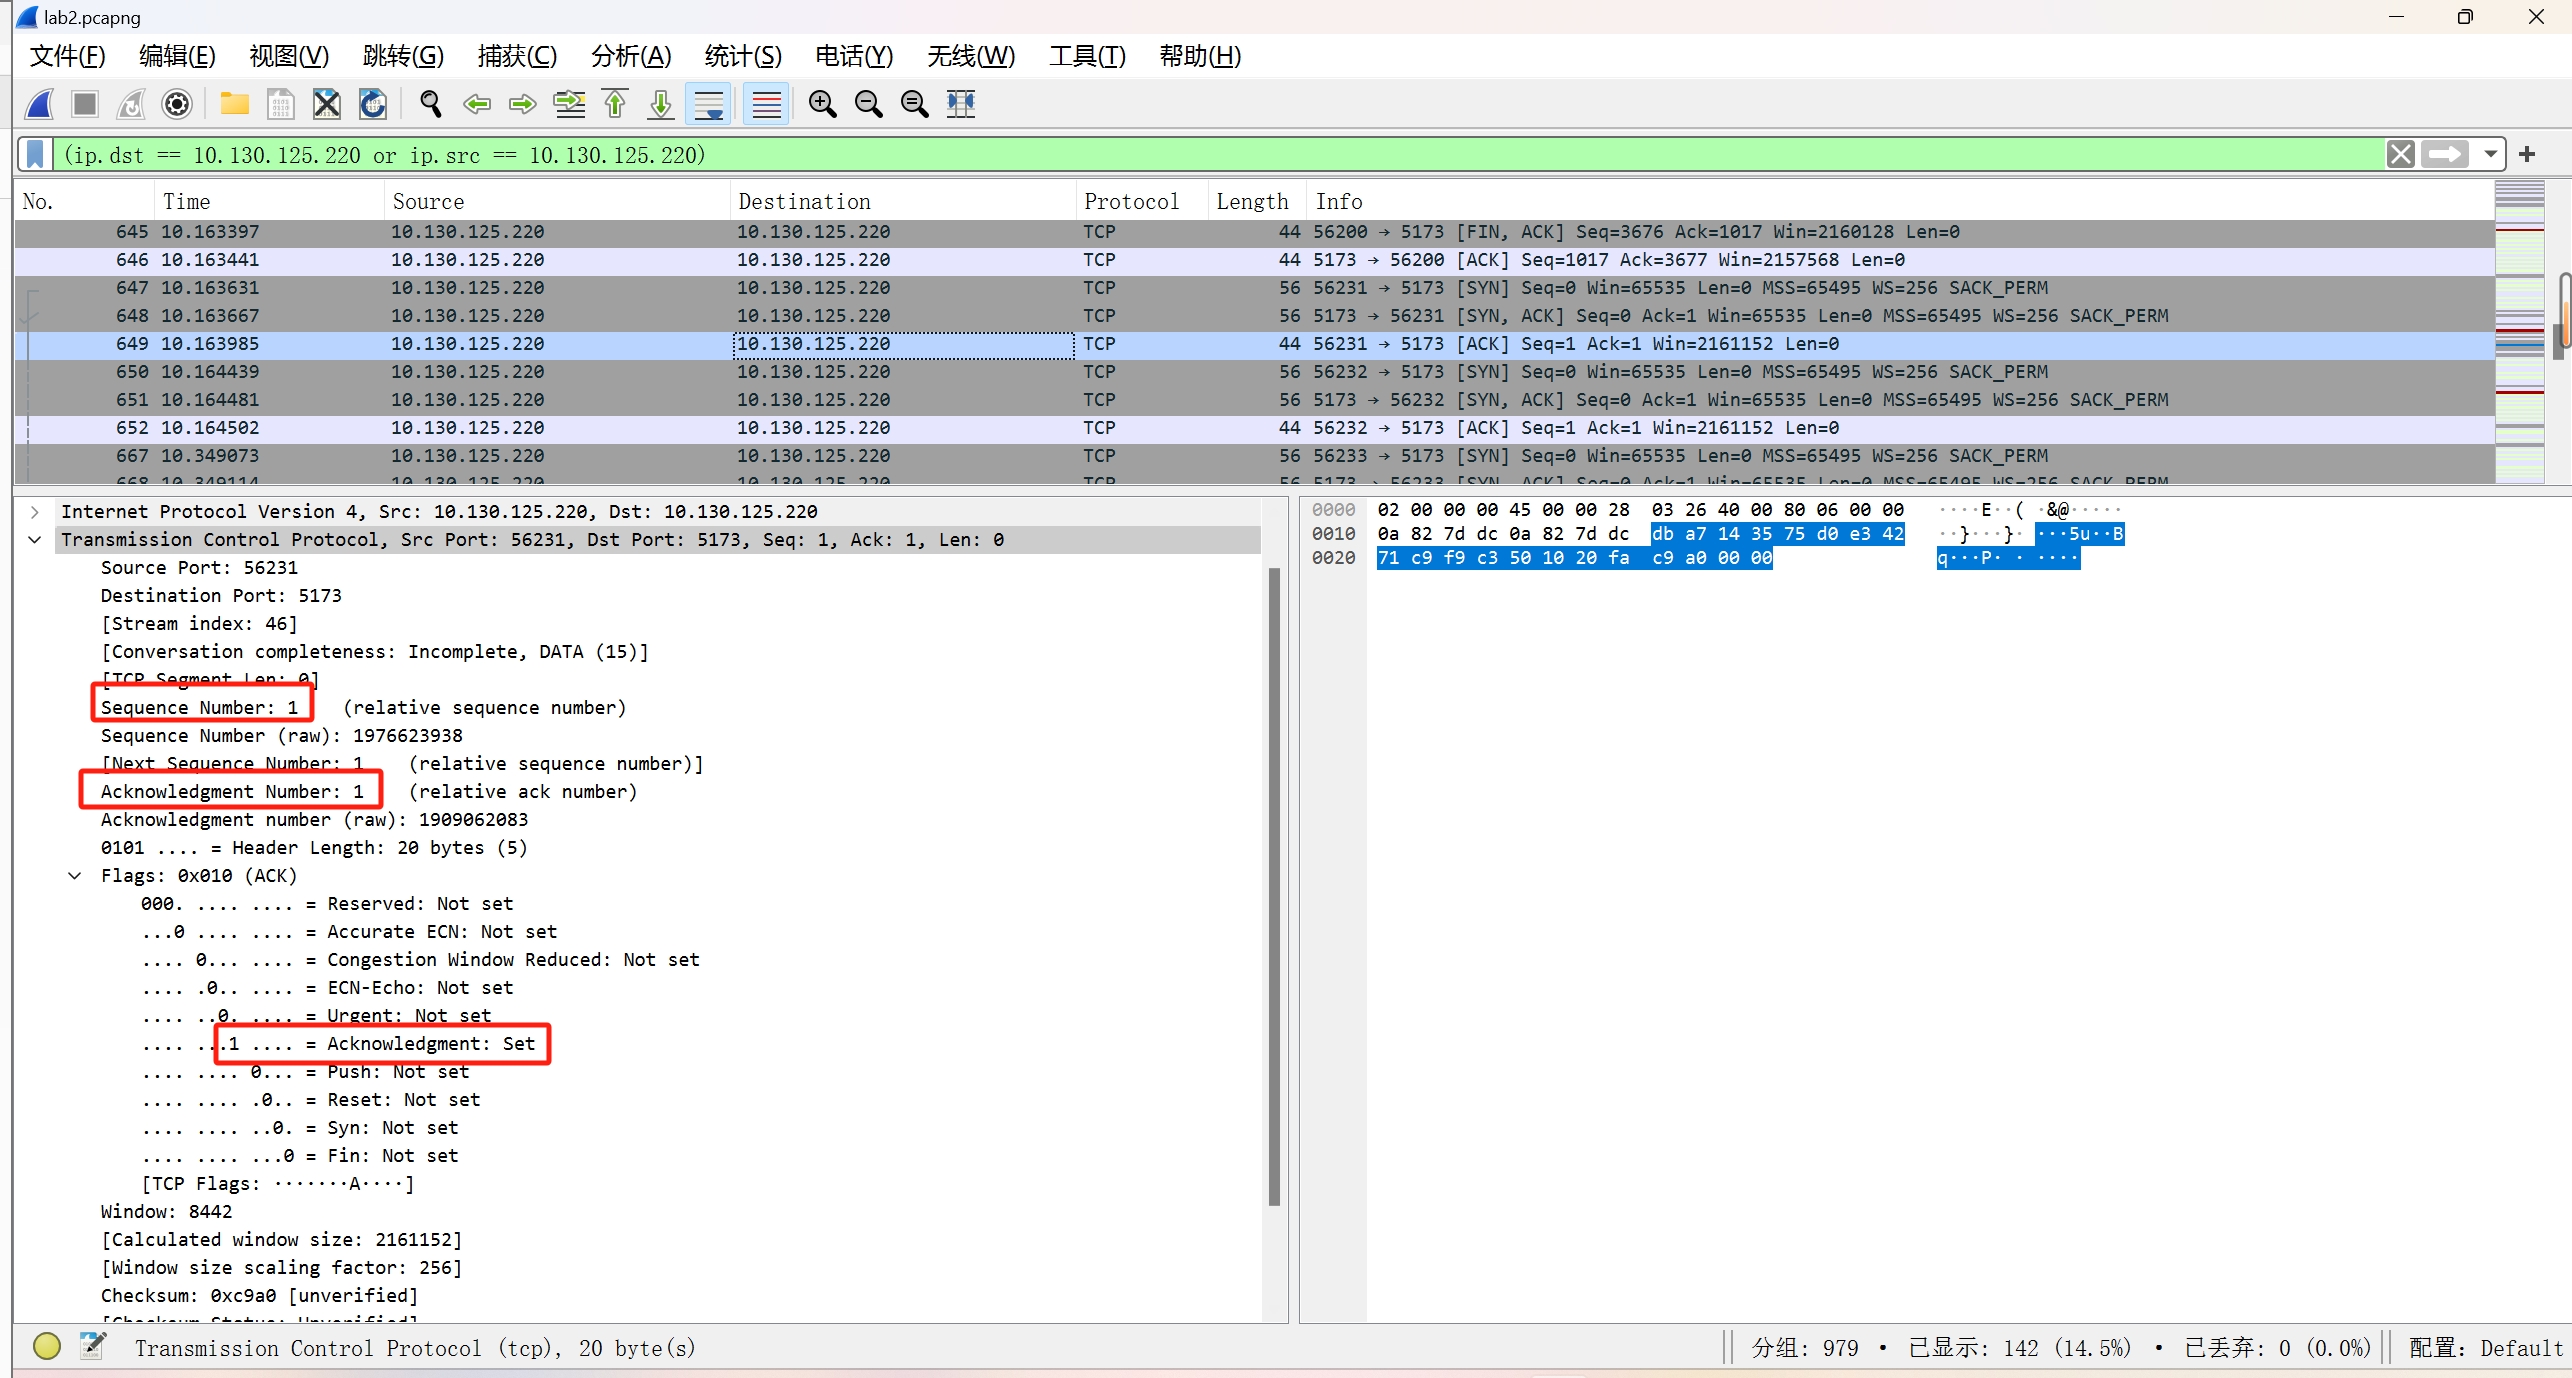 lab2.pcapng
文件(F) 编辑(E) 视图(V) 跳转(G) 捕获(C) 分析(A) 统计(S) 电话(Y) 无线(W) 工具(T) 帮助(H)
(ip.dst == 10.130.125.220 or ip.src == 10.130.125.220)
No. Time Source Destination Protocol Length Info
645 10.163397 10.130.125.220 10.130.125.220 TCP 44 56200 → 5173 [FIN, ACK] Seq=3676 Ack=1017 Win=2160128 Len=0
646 10.163441 10.130.125.220 10.130.125.220 TCP 44 5173 → 56200 [ACK] Seq=1017 Ack=3677 Win=2157568 Len=0
647 10.163631 10.130.125.220 10.130.125.220 TCP 56 56231 → 5173 [SYN] Seq=0 Win=65535 Len=0 MSS=65495 WS=256 SACK_PERM
648 10.163667 10.130.125.220 10.130.125.220 TCP 56 5173 → 56231 [SYN, ACK] Seq=0 Ack=1 Win=65535 Len=0 MSS=65495 WS=256 SACK_PERM
649 10.163985 10.130.125.220 10.130.125.220 TCP 44 56231 → 5173 [ACK] Seq=1 Ack=1 Win=2161152 Len=0
650 10.164439 10.130.125.220 10.130.125.220 TCP 56 56232 → 5173 [SYN] Seq=0 Win=65535 Len=0 MSS=65495 WS=256 SACK_PERM
651 10.164481 10.130.125.220 10.130.125.220 TCP 56 5173 → 56232 [SYN, ACK] Seq=0 Ack=1 Win=65535 Len=0 MSS=65495 WS=256 SACK_PERM
652 10.164502 10.130.125.220 10.130.125.220 TCP 44 56232 → 5173 [ACK] Seq=1 Ack=1 Win=2161152 Len=0
667 10.349073 10.130.125.220 10.130.125.220 TCP 56 56233 → 5173 [SYN] Seq=0 Win=65535 Len=0 MSS=65495 WS=256 SACK_PERM
668 10.349114 10.130.125.220 10.130.125.220 TCP 56 5173 → 56233 [SYN, ACK] Seq=0 Ack=1 Win=65535 Len=0 MSS=65495 WS=256 SACK_PERM
Internet Protocol Version 4, Src: 10.130.125.220, Dst: 10.130.125.220
Transmission Control Protocol, Src Port: 56231, Dst Port: 5173, Seq: 1, Ack: 1, Len: 0
Source Port: 56231
Destination Port: 5173
[Stream index: 46]
[Conversation completeness: Incomplete, DATA (15)]
[TCP Segment Len: 0]
Sequence Number: 1 (relative sequence number)
Sequence Number (raw): 1976623938
[Next Sequence Number: 1 (relative sequence number)]
Acknowledgment Number: 1 (relative ack number)
Acknowledgment number (raw): 1909062083
0101 .... = Header Length: 20 bytes (5)
Flags: 0x010 (ACK)
000. .... .... = Reserved: Not set
...0 .... .... = Accurate ECN: Not set
.... 0... .... = Congestion Window Reduced: Not set
.... .0.. .... = ECN-Echo: Not set
.... ..0. .... = Urgent: Not set
.... ...1 .... = Acknowledgment: Set
.... .... 0... = Push: Not set
.... .... .0.. = Reset: Not set
.... .... ..0. = Syn: Not set
.... .... ...0 = Fin: Not set
[TCP Flags: ·······A····]
Window: 8442
[Calculated window size: 2161152]
[Window size scaling factor: 256]
Checksum: 0xc9a0 [unverified]
[Checksum Status: Unverified]
0000 02 00 00 00 45 00 00 28 03 26 40 00 80 06 00 00 ····E··( ·&@·····
0010 0a 82 7d dc 0a 82 7d dc db a7 14 35 75 d0 e3 42 ··}···}· ···5u··B
0020 71 c9 f9 c3 50 10 20 fa c9 a0 00 00 q···P· · ····
Transmission Control Protocol (tcp), 20 byte(s)
分组: 979 · 已显示: 142 (14.5%) · 已丢弃: 0 (0.0%)
配置: Default